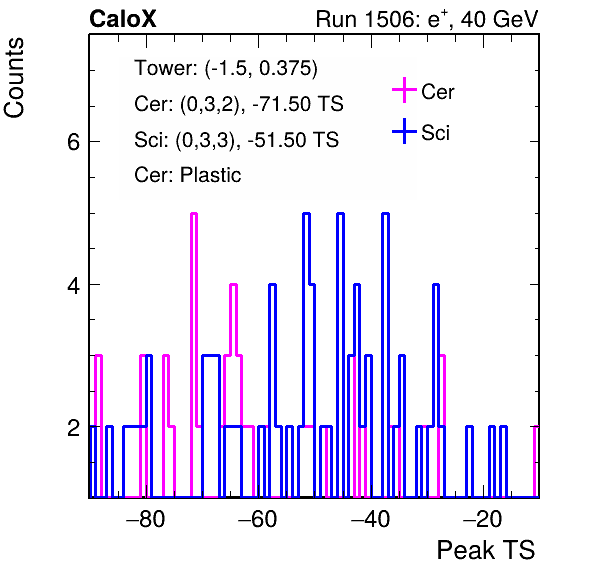 CaloX Run 1506: e⁺, 40 GeV
Counts
Tower: (-1.5, 0.375)
Cer: (0,3,2), -71.50 TS
Sci: (0,3,3), -51.50 TS
Cer: Plastic
Cer
Sci
6
4
2
−80 −60 −40 −20
Peak TS